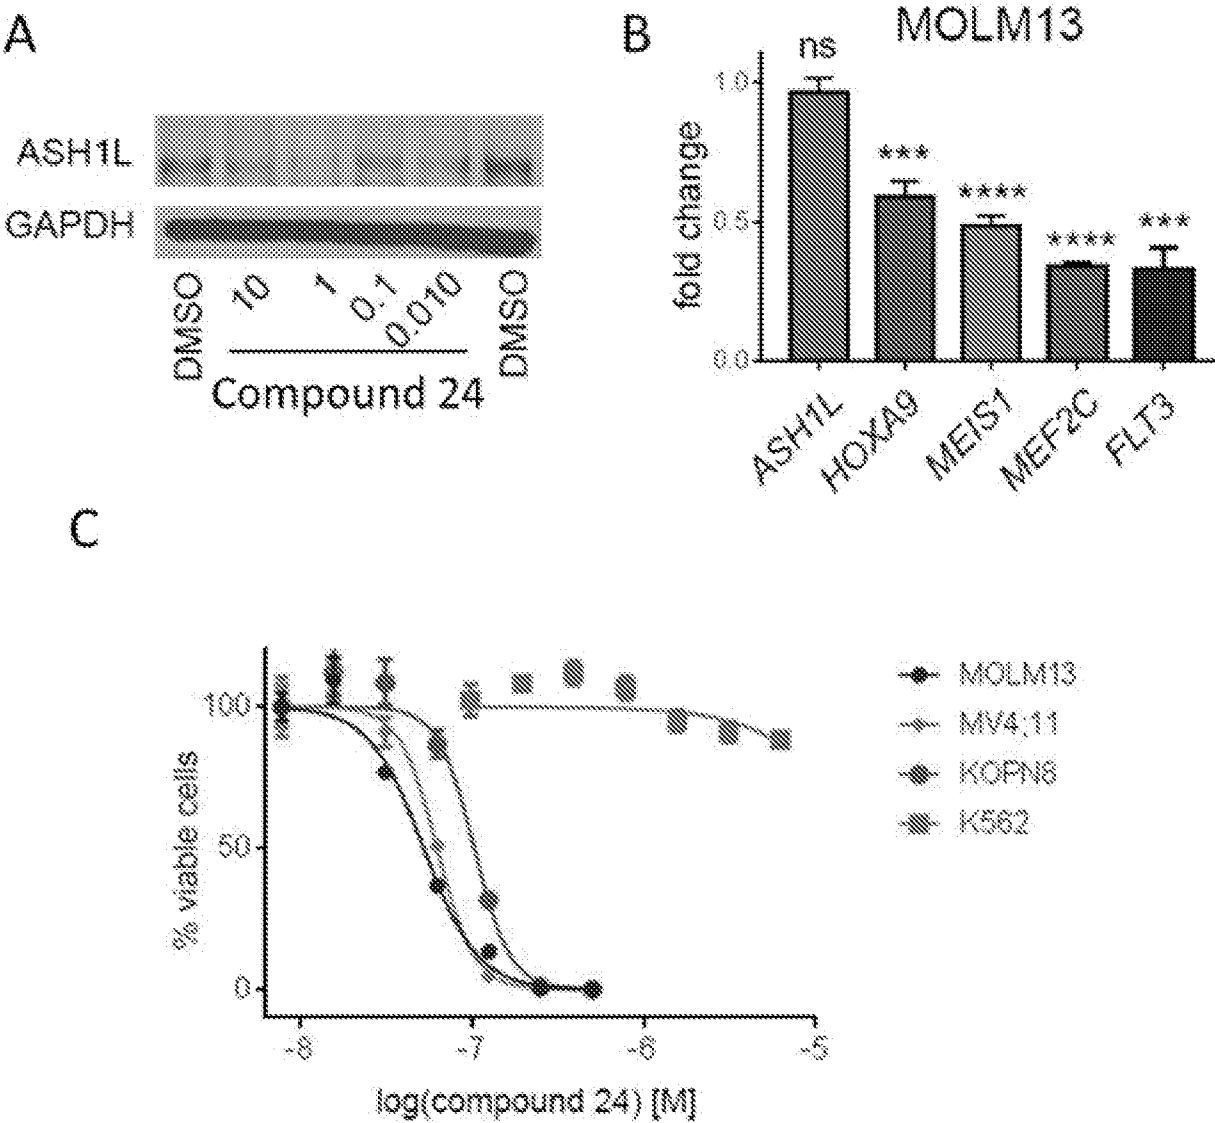 A
ASH1L
GAPDH
DMSO
10
1
0.1
0.010
DMSO
Compound 24
B
MOLM13
fold change
1.0
0.5
0.0
ns
***
****
****
***
ASH1L
HOXA9
MEIS1
MEF2C
FLT3
C
% viable cells
100
50
0
-8
-7
-6
-5
log(compound 24) [M]
MOLM13
MV4;11
KOPN8
K562